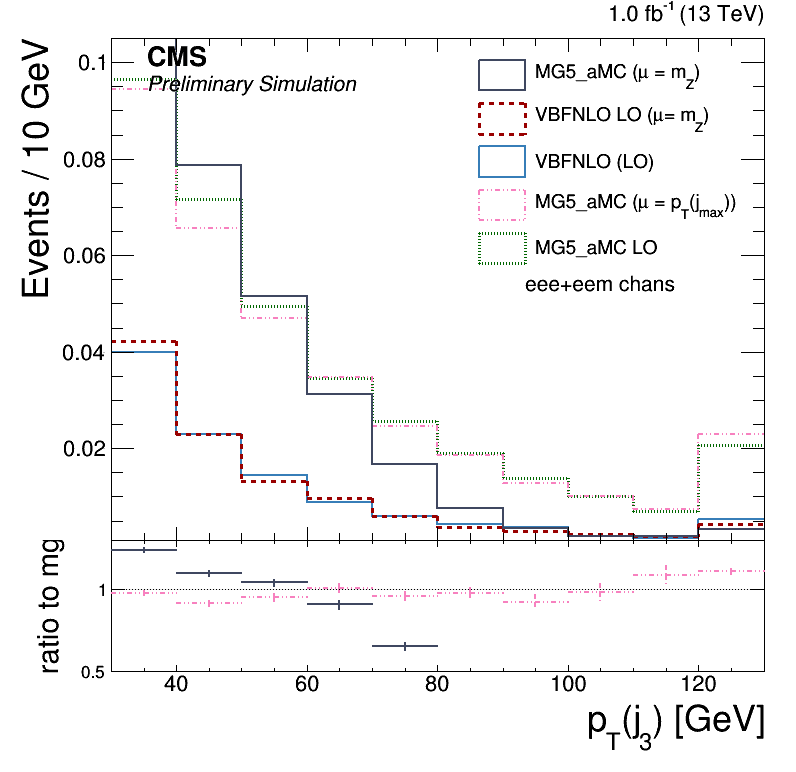 1.0 fb⁻¹ (13 TeV)
CMS
Preliminary Simulation
MG5_aMC (μ = m_Z)
VBFNLO LO (μ= m_Z)
VBFNLO (LO)
MG5_aMC (μ = p_T(j_max))
MG5_aMC LO
eee+eem chans
Events / 10 GeV
0.1
0.08
0.06
0.04
0.02
ratio to mg
1
0.5
40 60 80 100 120
p_T(j_3) [GeV]